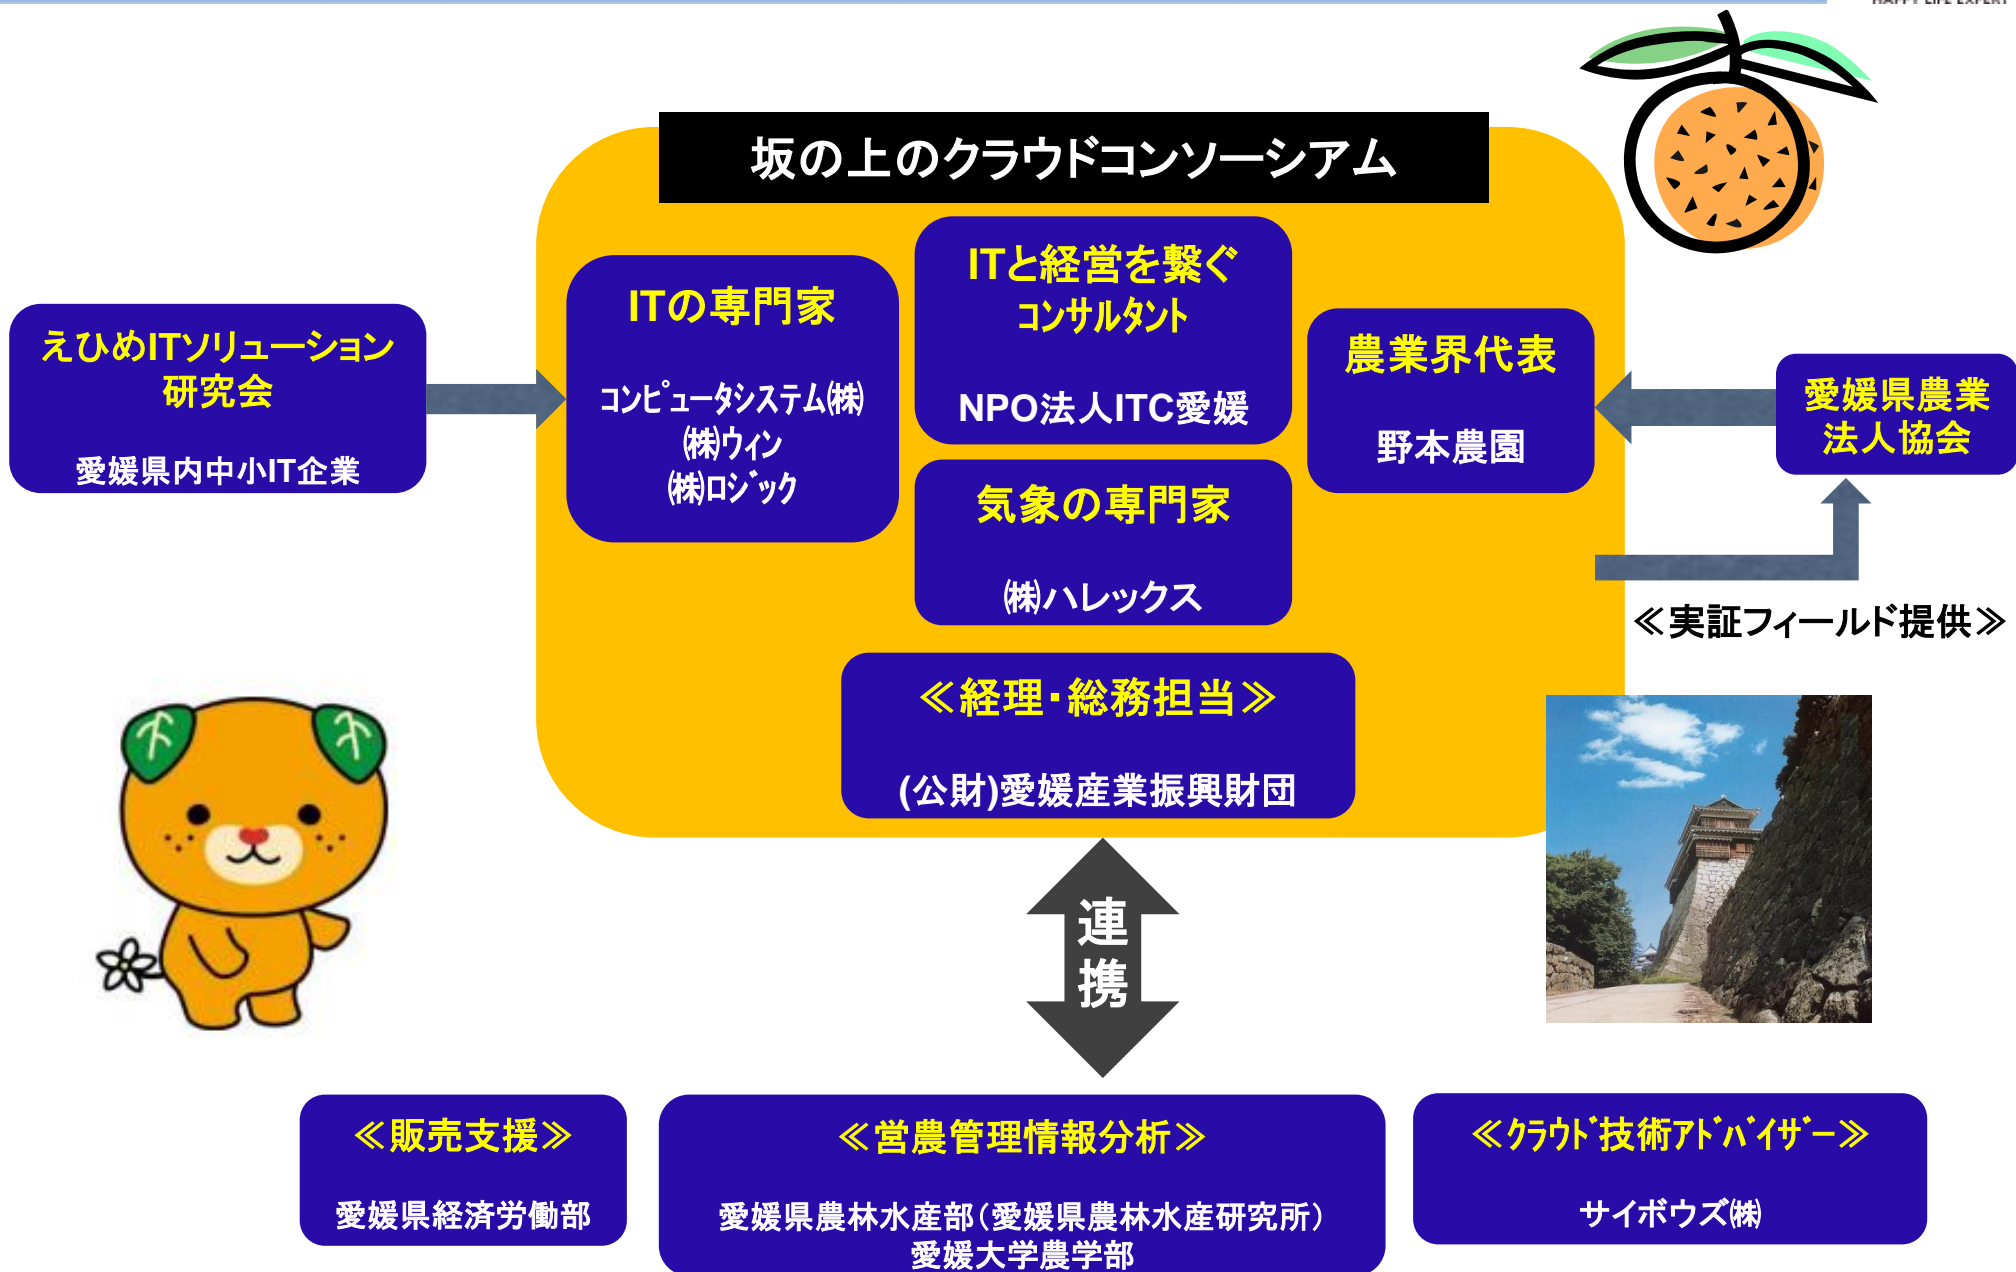 HAPPY LIFE EXPERT
坂の上のクラウドコンソーシアム
えひめITソリューション
研究会
愛媛県内中小IT企業
ITの専門家
コンピュータシステム㈱
㈱ウィン
㈱ロジック
ITと経営を繋ぐ
コンサルタント
NPO法人ITC愛媛
気象の専門家
㈱ハレックス
農業界代表
野本農園
愛媛県農業
法人協会
≪実証フィールド提供≫
≪経理・総務担当≫
(公財)愛媛産業振興財団
連
携
≪販売支援≫
愛媛県経済労働部
≪営農管理情報分析≫
愛媛県農林水産部（愛媛県農林水産研究所）
愛媛大学農学部
≪クラウド技術アドバイザー≫
サイボウズ㈱